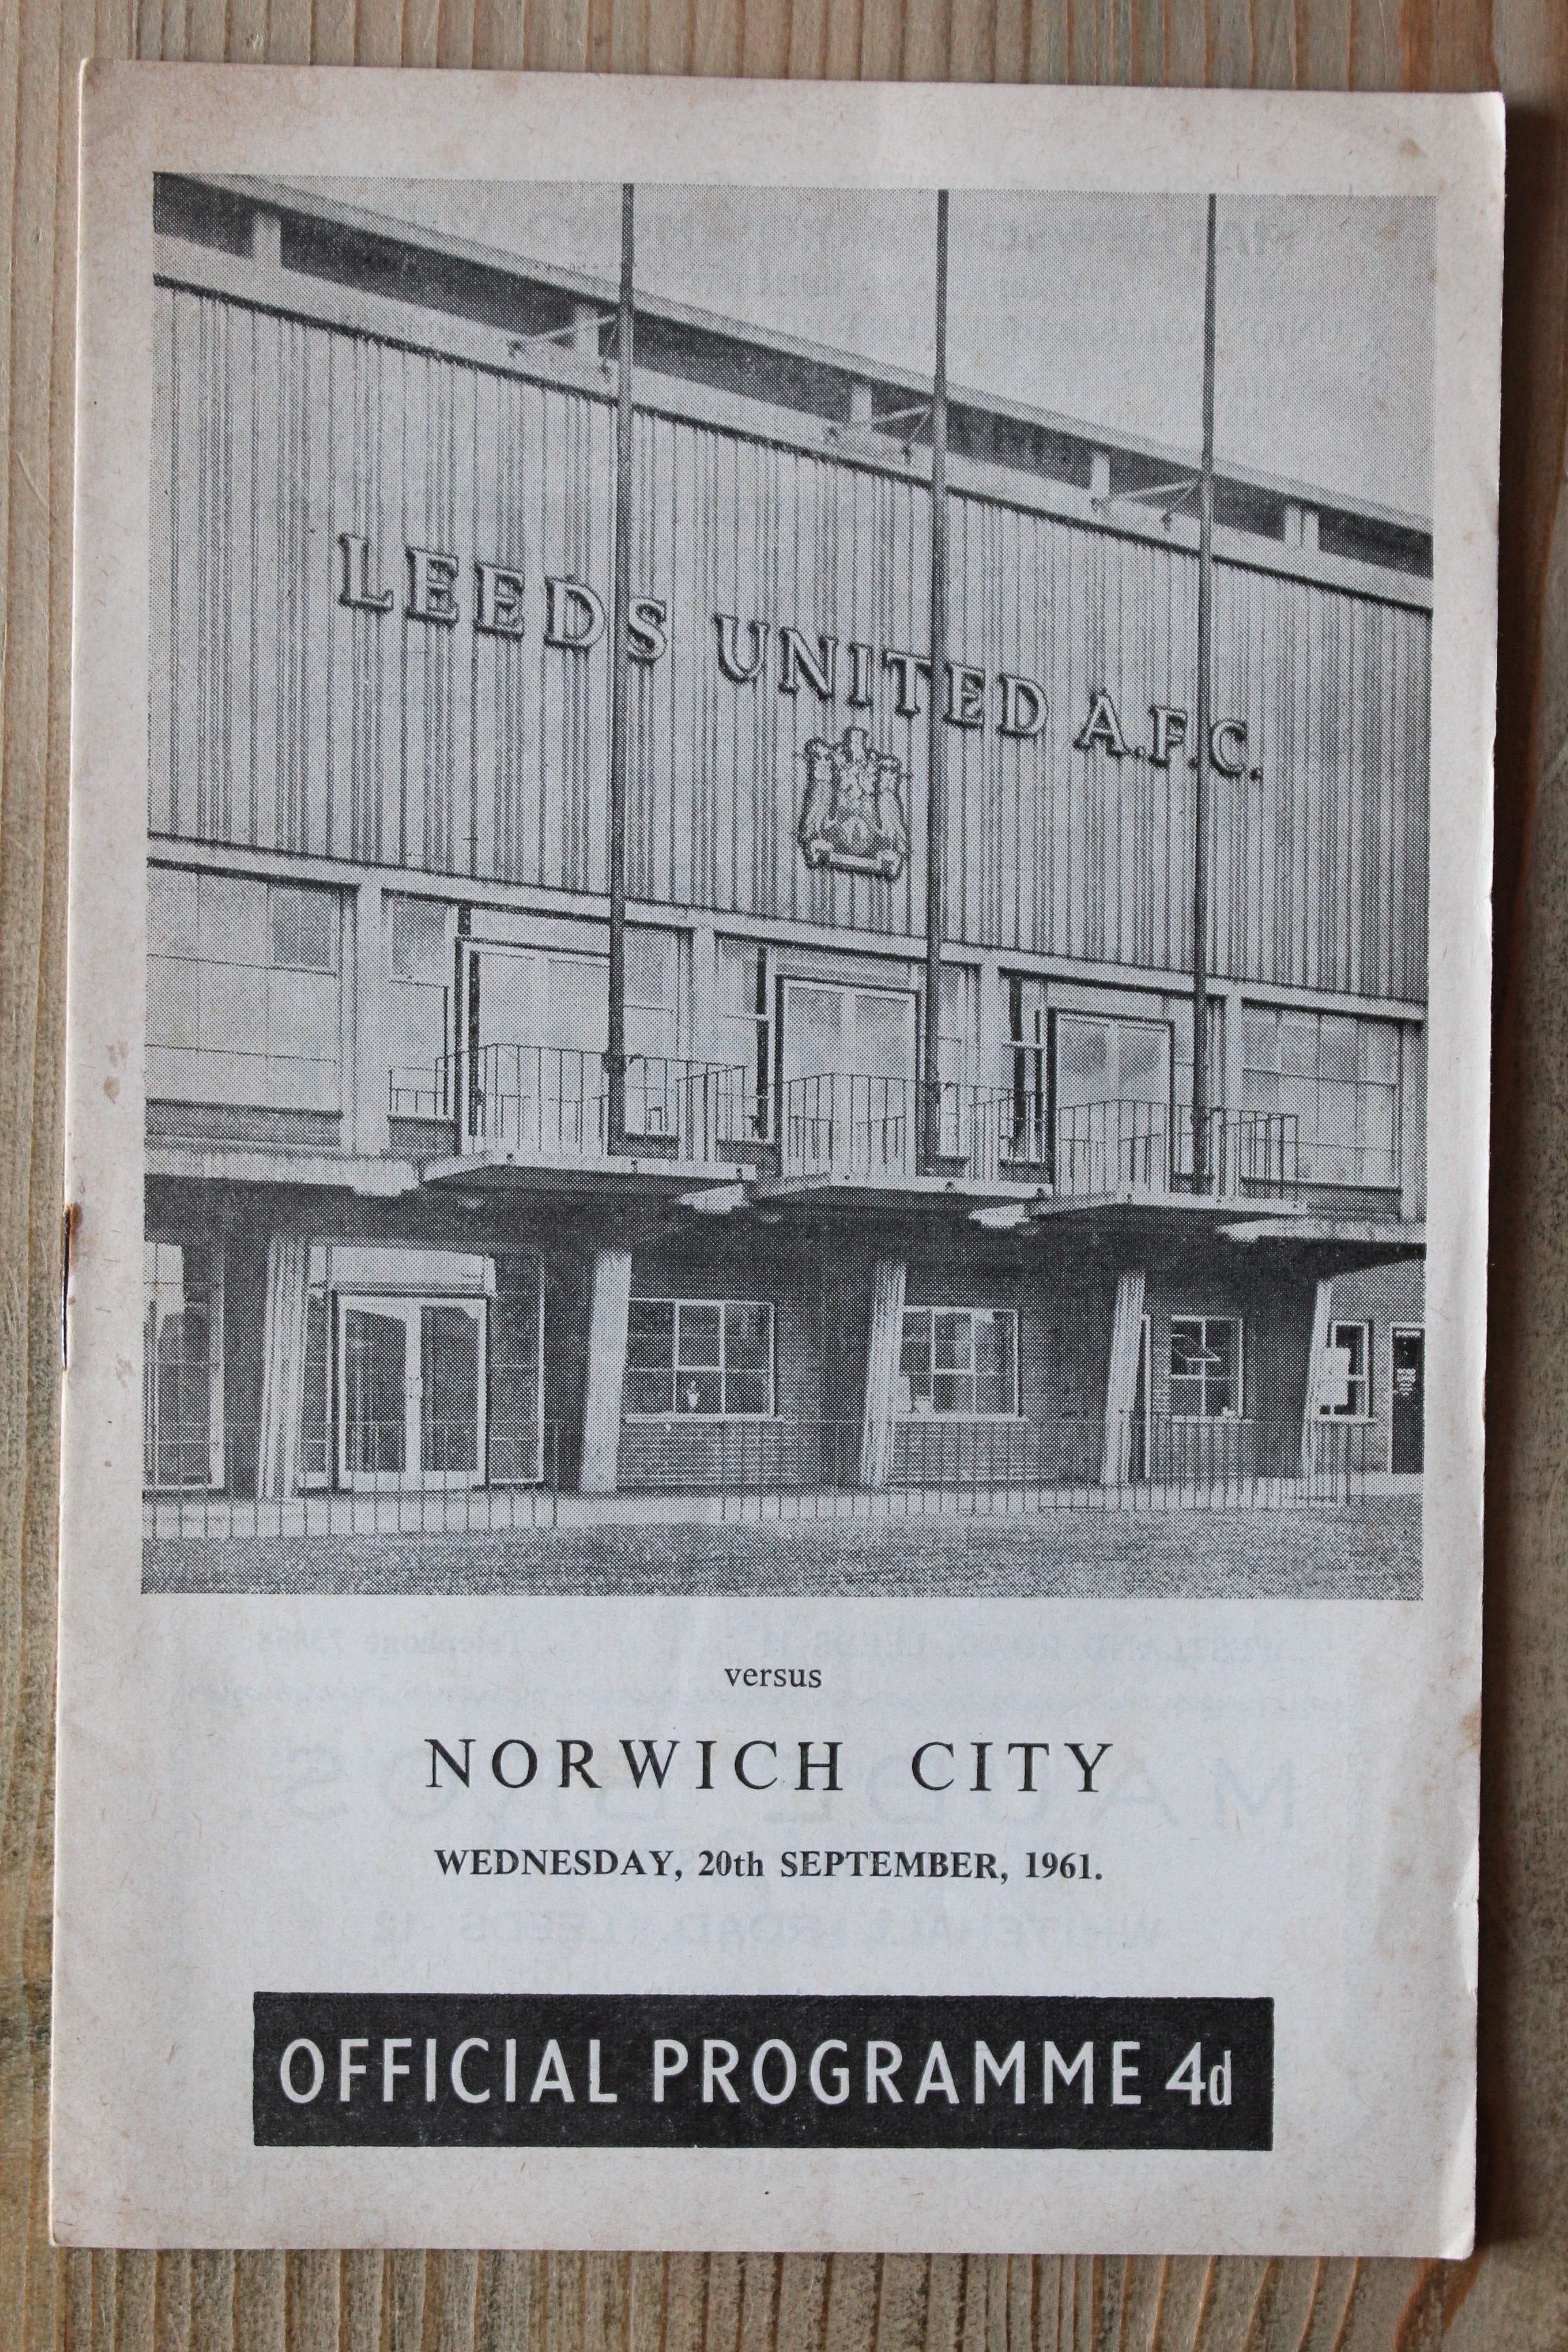 LEEDS UNITED A.F.C.
versus
NORWICH CITY
WEDNESDAY, 20th SEPTEMBER, 1961.
OFFICIAL PROGRAMME 4d